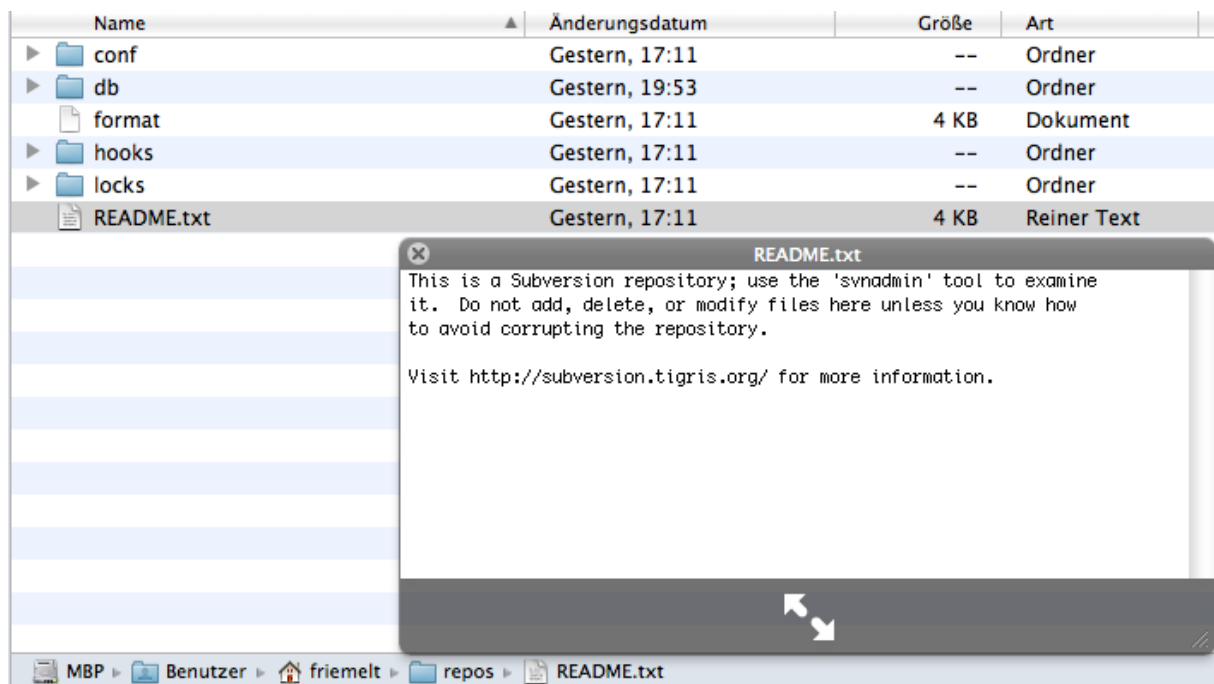 Name Änderungsdatum Größe Art
conf Gestern, 17:11 -- Ordner
db Gestern, 19:53 -- Ordner
format Gestern, 17:11 4 KB Dokument
hooks Gestern, 17:11 -- Ordner
locks Gestern, 17:11 -- Ordner
README.txt Gestern, 17:11 4 KB Reiner Text
README.txt
This is a Subversion repository; use the 'svnadmin' tool to examine
it.  Do not add, delete, or modify files here unless you know how
to avoid corrupting the repository.
Visit http://subversion.tigris.org/ for more information.
MBP Benutzer friemelt repos README.txt